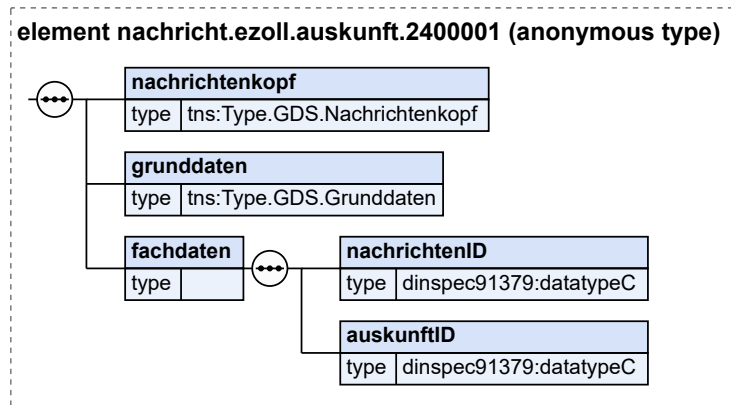 element nachricht.ezoll.auskunft.2400001 (anonymous type)
nachrichtenkopf
type tns:Type.GDS.Nachrichtenkopf
grunddaten
type tns:Type.GDS.Grunddaten
fachdaten
type
nachrichtenID
type dinspec91379:datatypeC
auskunftID
type dinspec91379:datatypeC